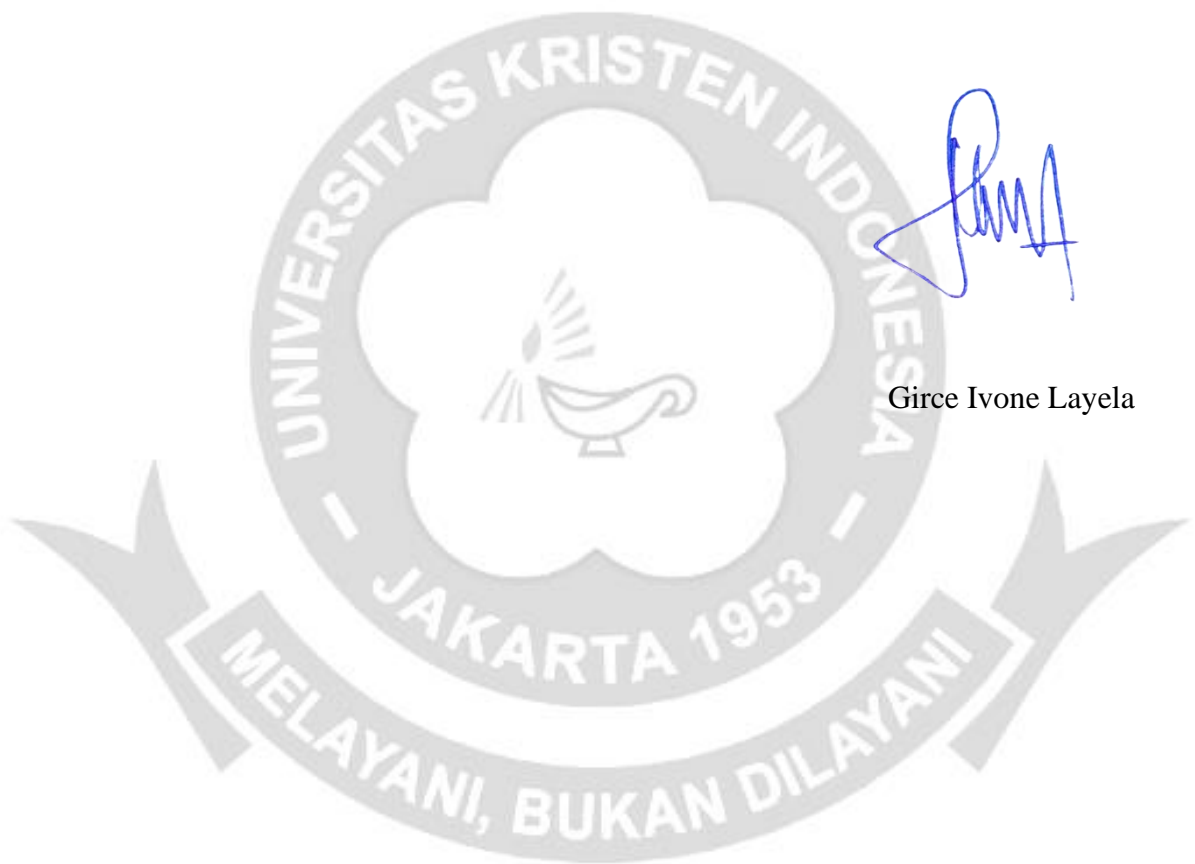 UNIVERSITAS KRISTEN INDONESIA
Girce Ivone Layela
- JAKARTA 1953 -
MELAYANI, BUKAN DILAYANI